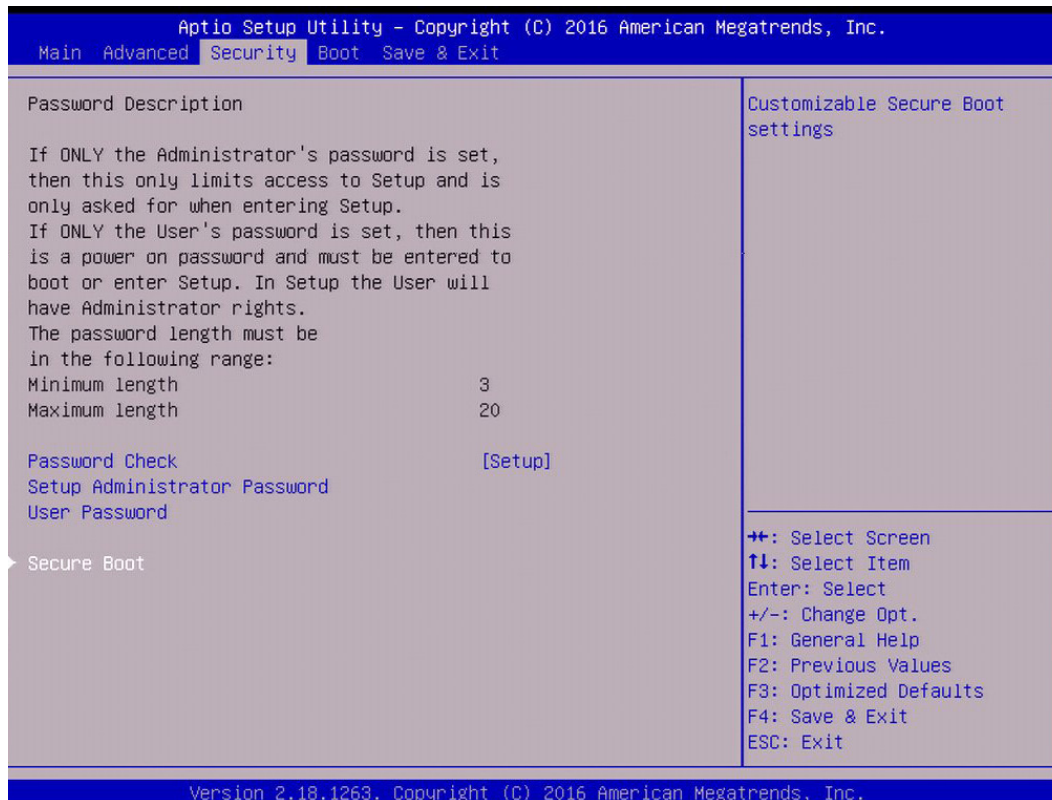 Aptio Setup Utility – Copyright (C) 2016 American Megatrends, Inc.
Main Advanced Security Boot Save & Exit
Password Description
If ONLY the Administrator's password is set,
then this only limits access to Setup and is
only asked for when entering Setup.
If ONLY the User's password is set, then this
is a power on password and must be entered to
boot or enter Setup. In Setup the User will
have Administrator rights.
The password length must be
in the following range:
Minimum length 3
Maximum length 20
Password Check [Setup]
Setup Administrator Password
User Password
Secure Boot
Customizable Secure Boot
settings
→←: Select Screen
↑↓: Select Item
Enter: Select
+/-: Change Opt.
F1: General Help
F2: Previous Values
F3: Optimized Defaults
F4: Save & Exit
ESC: Exit
Version 2.18.1263. Copyright (C) 2016 American Megatrends, Inc.